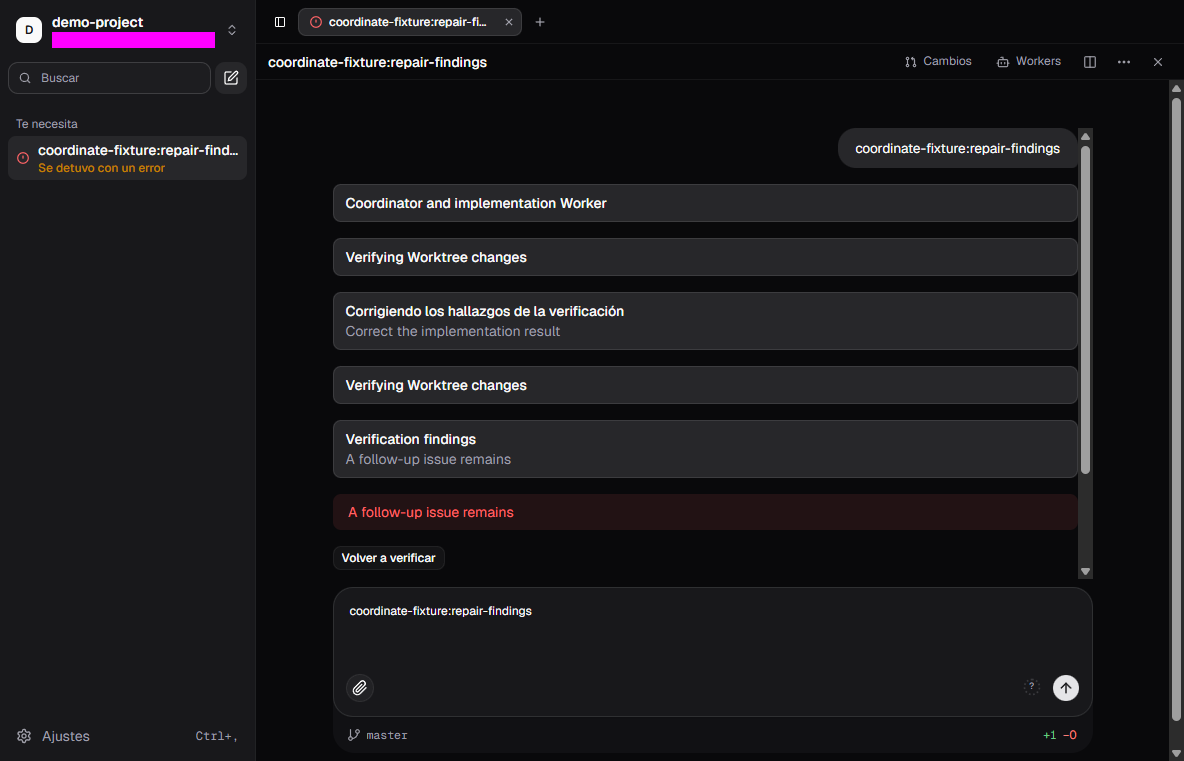 D
demo-project
Buscar
Te necesita
coordinate-fixture:repair-find...
Se detuvo con un error
Ajustes
Ctrl+,
coordinate-fixture:repair-fi...
coordinate-fixture:repair-findings
Cambios
Workers
coordinate-fixture:repair-findings
Coordinator and implementation Worker
Verifying Worktree changes
Corrigiendo los hallazgos de la verificación
Correct the implementation result
Verifying Worktree changes
Verification findings
A follow-up issue remains
A follow-up issue remains
Volver a verificar
coordinate-fixture:repair-findings
?
master
+1 −0